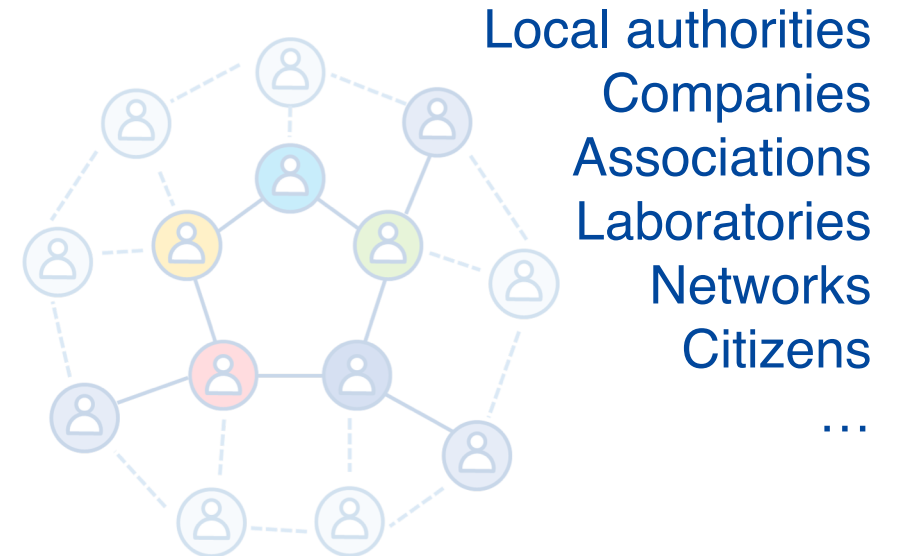 Local authorities
Companies
Associations
Laboratories
Networks
Citizens
…